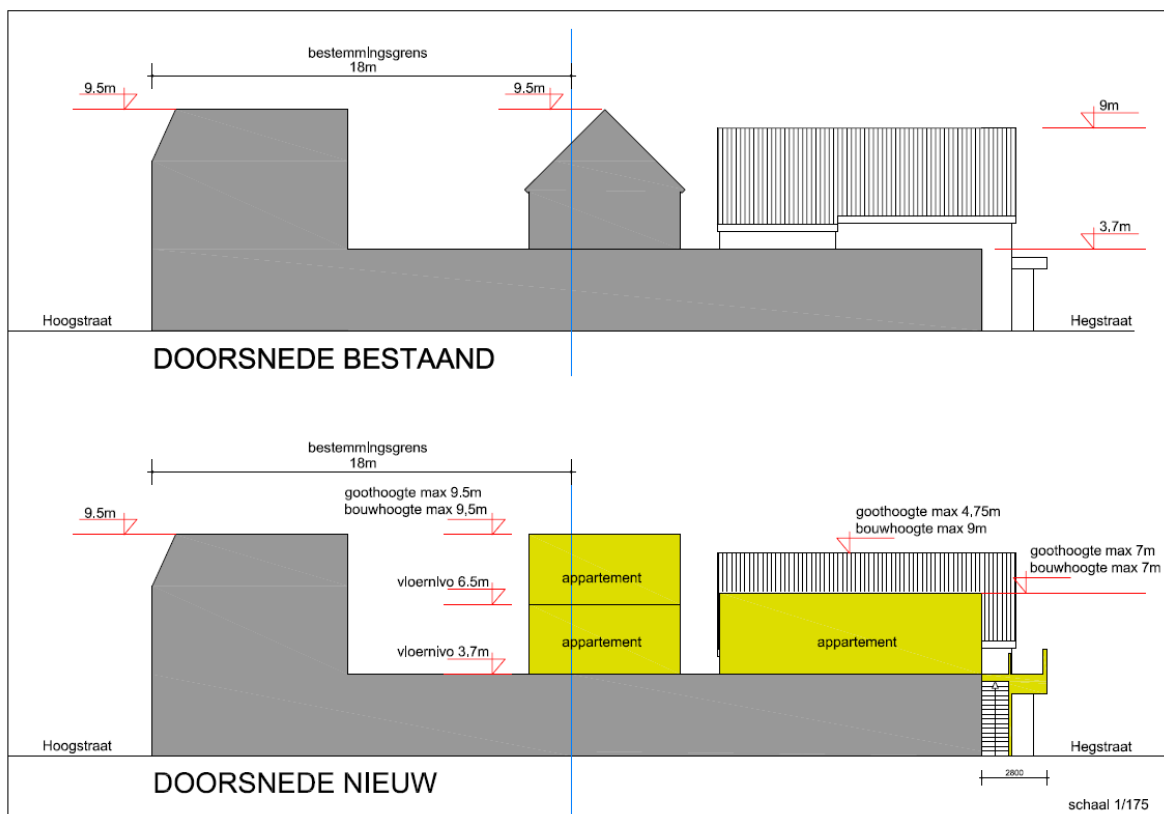 bestemmingsgrens
18m
9.5m
9.5m
9m
3,7m
Hoogstraat
Hegstraat
DOORSNEDE BESTAAND
bestemmingsgrens
18m
9.5m
goothoogte max 9.5m
bouwhoogte max 9,5m
goothoogte max 4,75m
bouwhoogte max 9m
goothoogte max 7m
bouwhoogte max 7m
appartement
vloernivo 6.5m
appartement
appartement
vloernivo 3,7m
Hoogstraat
Hegstraat
DOORSNEDE NIEUW
2800
schaal 1/175